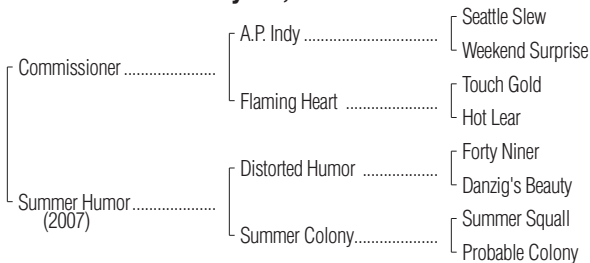 Seattle Slew
A.P. Indy ............................
Weekend Surprise
Commissioner ....................
Touch Gold
Flaming Heart ....................
Hot Lear
Forty Niner
Distorted Humor ................
Danzig's Beauty
Summer Humor ..................
(2007)
Summer Squall
Summer Colony ..................
Probable Colony